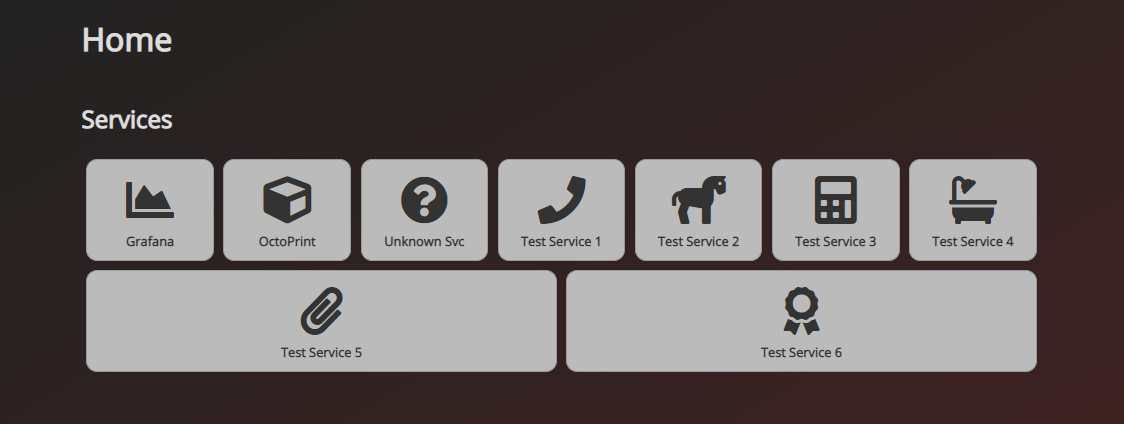 Home
Services
Grafana
OctoPrint
Unknown Svc
Test Service 1
Test Service 2
Test Service 3
Test Service 4
Test Service 5
Test Service 6